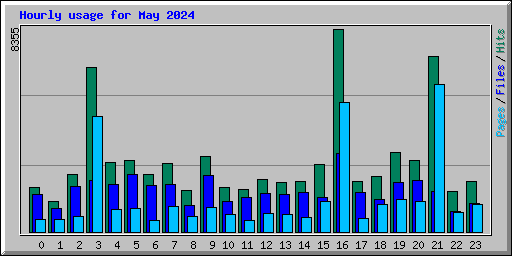 Hourly usage for May 2024
8355
Pages / Files / Hits
0 1 2 3 4 5 6 7 8 9 10 11 12 13 14 15 16 17 18 19 20 21 22 23